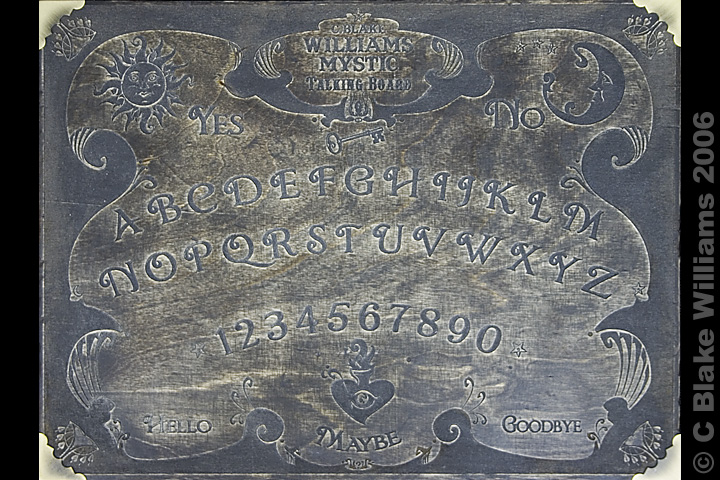 C. BLAKE
WILLIAMS
MYSTIC
TALKING BOARD
YES
NO
ABCDEFGHIJKLM
NOPQRSTUVWXYZ
1234567890
HELLO
MAYBE
GOODBYE
© C Blake Williams 2006